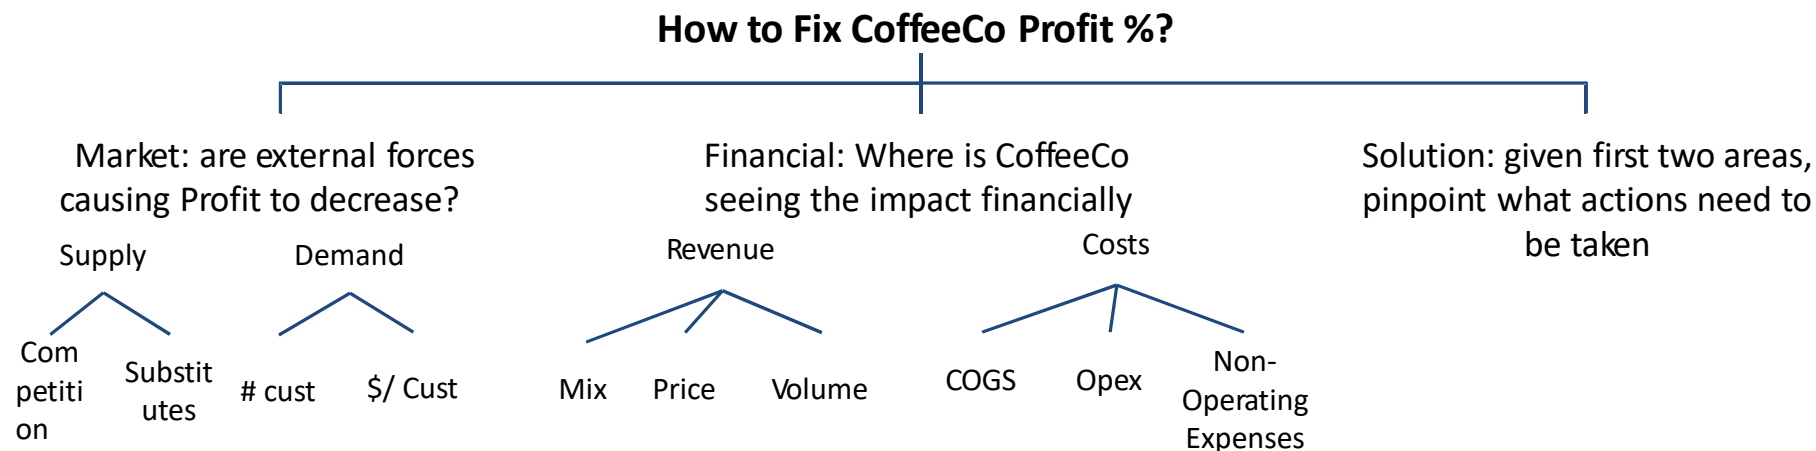 How to Fix CoffeeCo Profit %?
Market: are external forces
causing Profit to decrease?
Financial: Where is CoffeeCo
seeing the impact financially
Solution: given first two areas,
pinpoint what actions need to
be taken
Supply
Demand
Revenue
Costs
Com
petiti
on
Substit
utes
# cust
$/ Cust
Mix
Price
Volume
COGS
Opex
Non-
Operating
Expenses